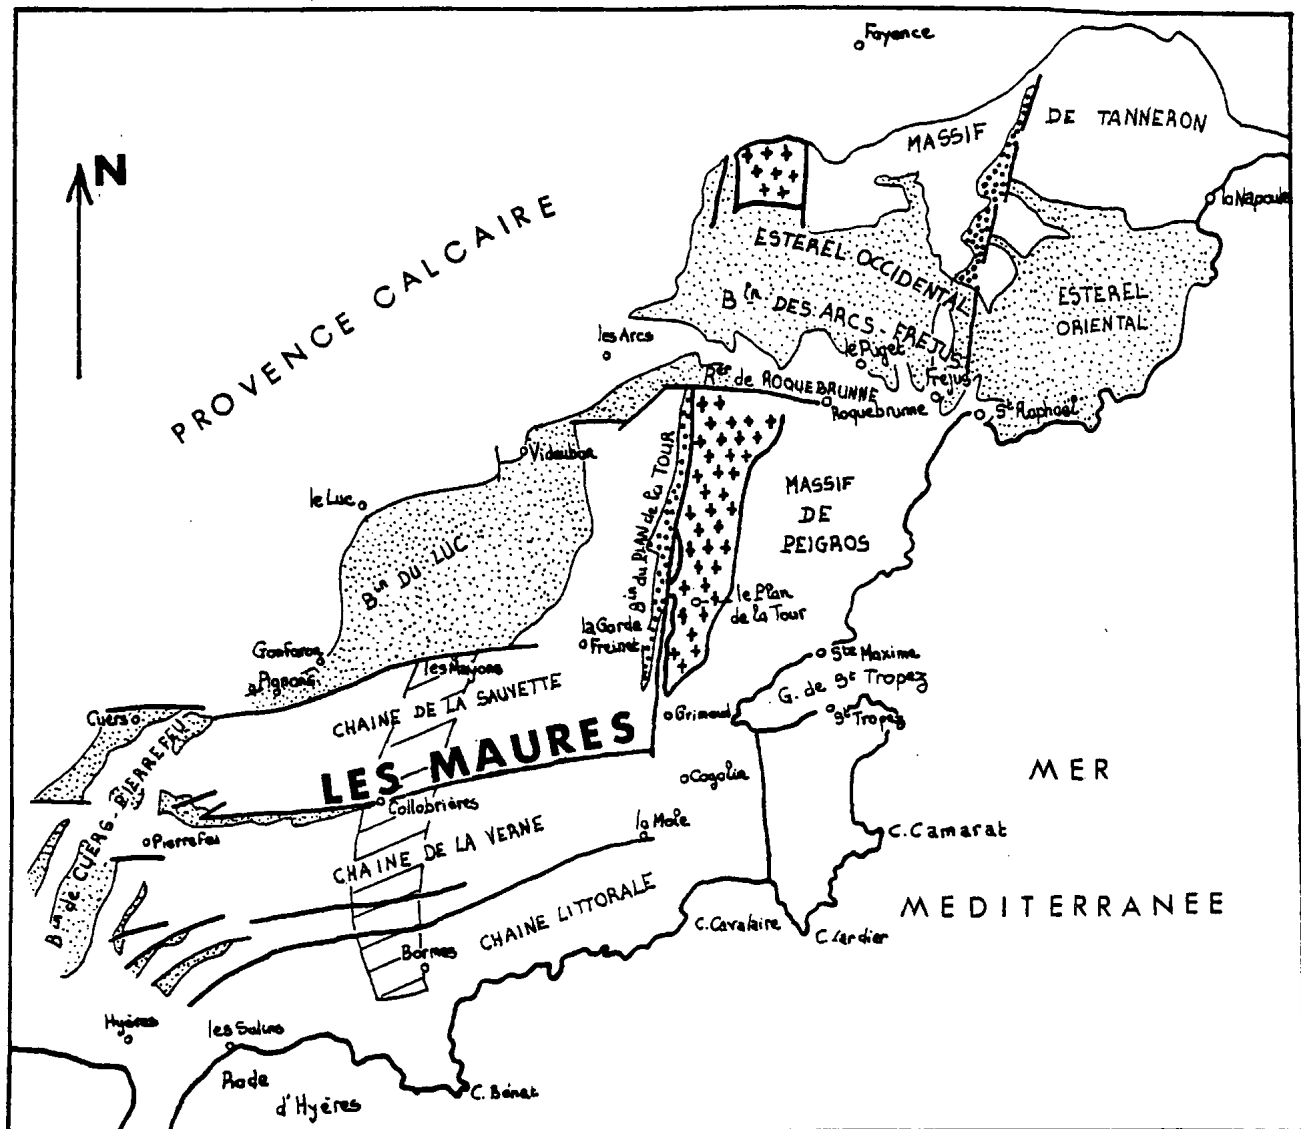 Fayence
MASSIF
DE TANNERON
N
la Napoule
PROVENCE CALCAIRE
ESTEREL OCCIDENTAL
Bin DES ARCS - FREJUS
ESTEREL
ORIENTAL
les Arcs
le Puget
Fréjus
Rer de ROQUEBRUNNE
Roquebrunne
St Raphaël
Vidauban
le Luc
Bin DU LUC
Bin du PLAN de la TOUR
MASSIF
DE
PEIGROS
le Plan
de la Tour
la Garde
Freinet
Gonfaron
Pignans
les Mayons
Ste Maxime
G. de St Tropez
St Tropez
Grimaud
CHAINE DE LA SAUVETTE
Cuers
Bin de CUERS - PIERREFEU
LES MAURES
Cogolin
MER
Collobrières
Pierrefeu
la Mole
C. Camarat
CHAINE DE LA VERNE
CHAINE LITTORALE
MEDITERRANEE
C. Cavalaire
C. Lardier
Bormes
Hyères
les Salins
Rade
d'Hyères
C. Bénat